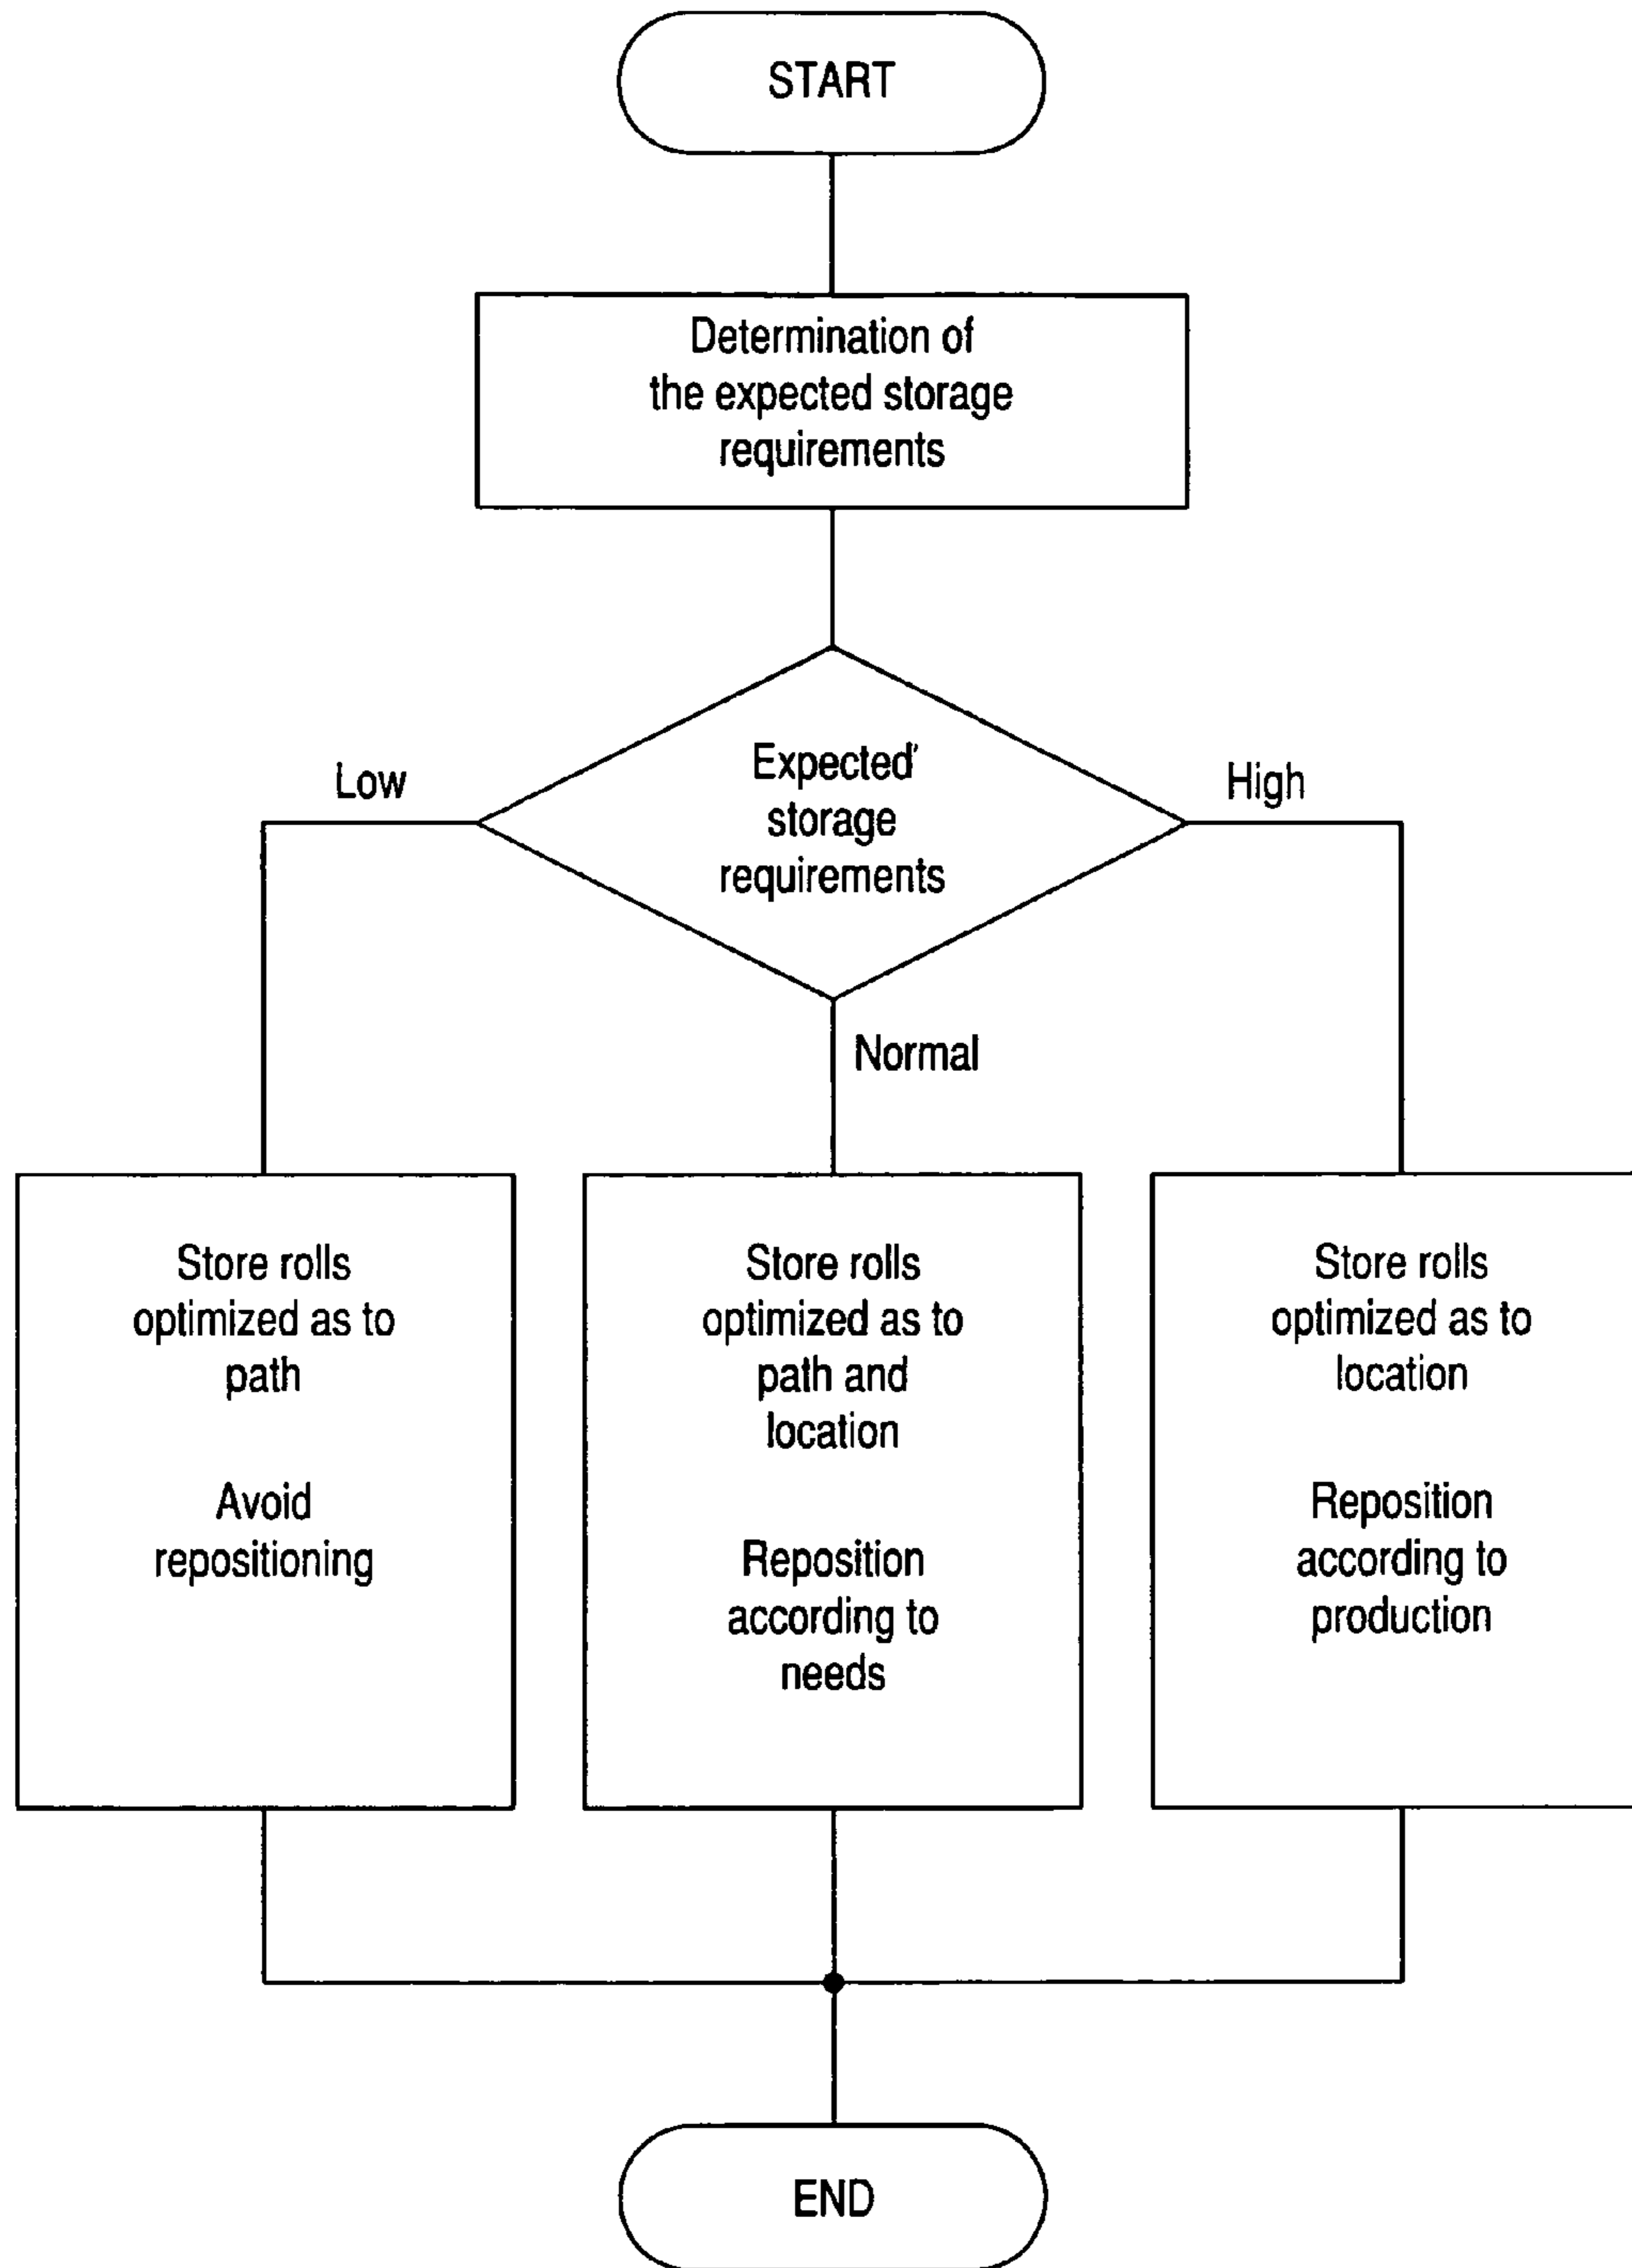 START
Determination of
the expected storage
requirements
Expected
storage
requirements
Low
High
Normal
Store rolls
optimized as to
path
Avoid
repositioning
Store rolls
optimized as to
path and
location
Reposition
according to
needs
Store rolls
optimized as to
location
Reposition
according to
production
END